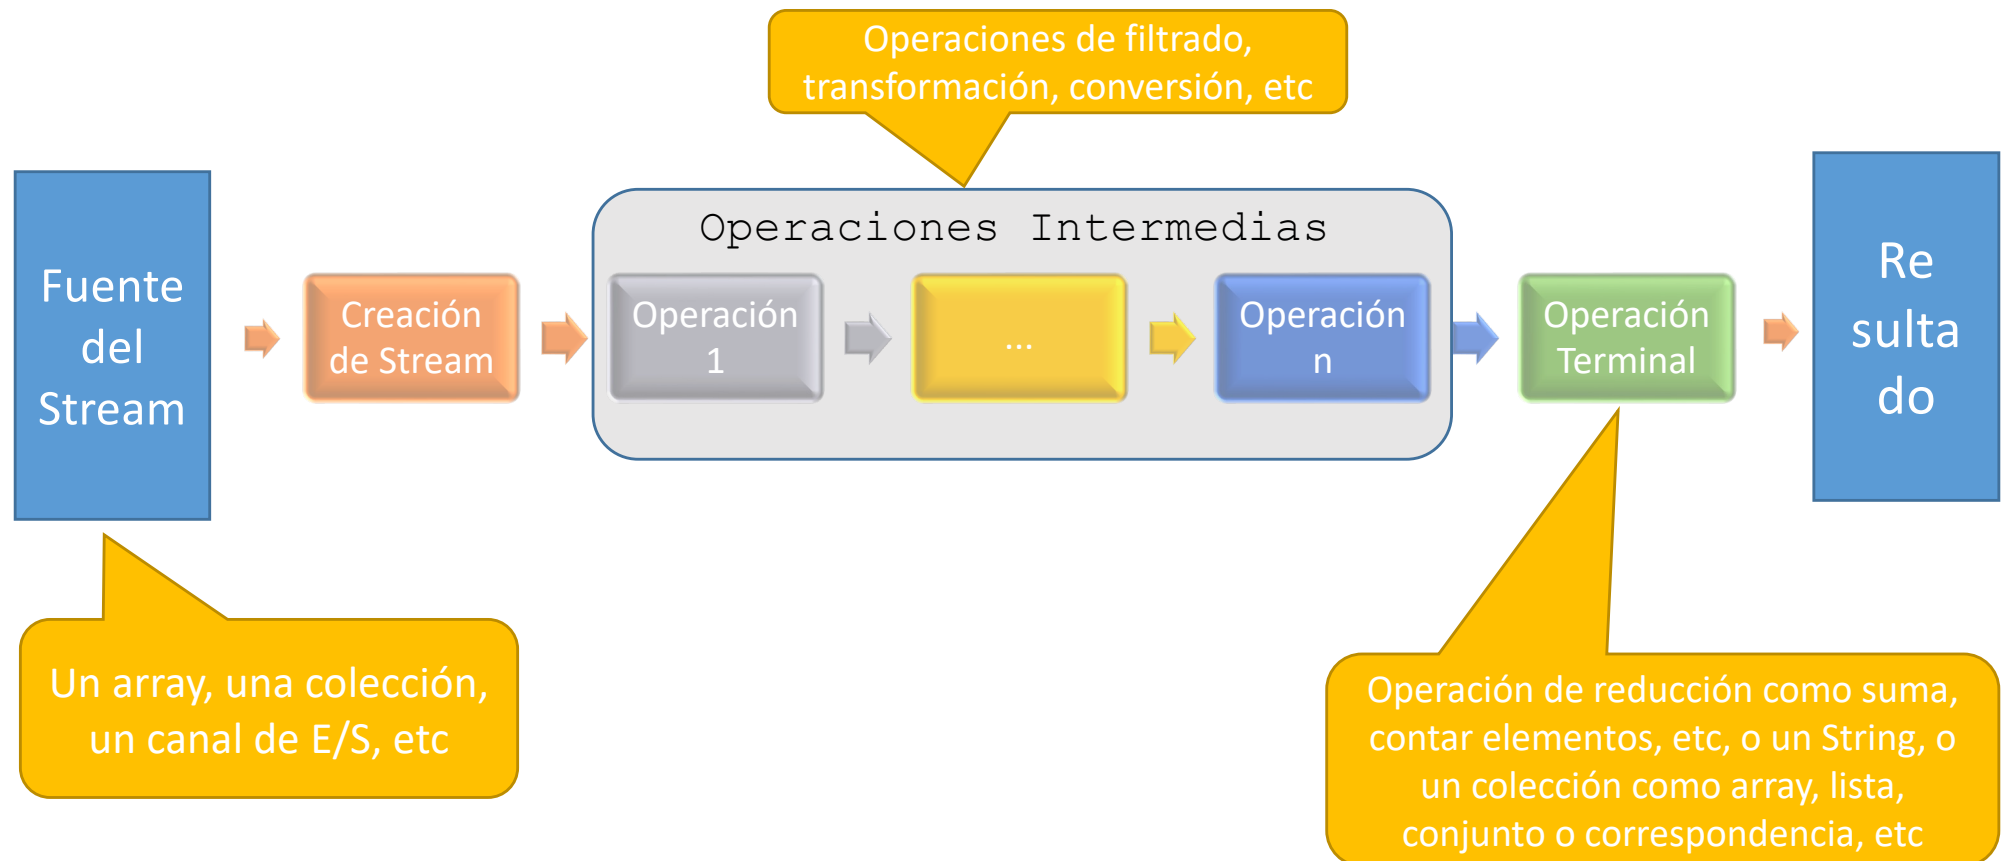 Operaciones de filtrado,
transformación, conversión, etc
Fuente
del
Stream
Creación
de Stream
Operaciones Intermedias
Operación
1
...
Operación
n
Operación
Terminal
Re
sulta
do
Un array, una colección,
un canal de E/S, etc
Operación de reducción como suma,
contar elementos, etc, o un String, o
un colección como array, lista,
conjunto o correspondencia, etc